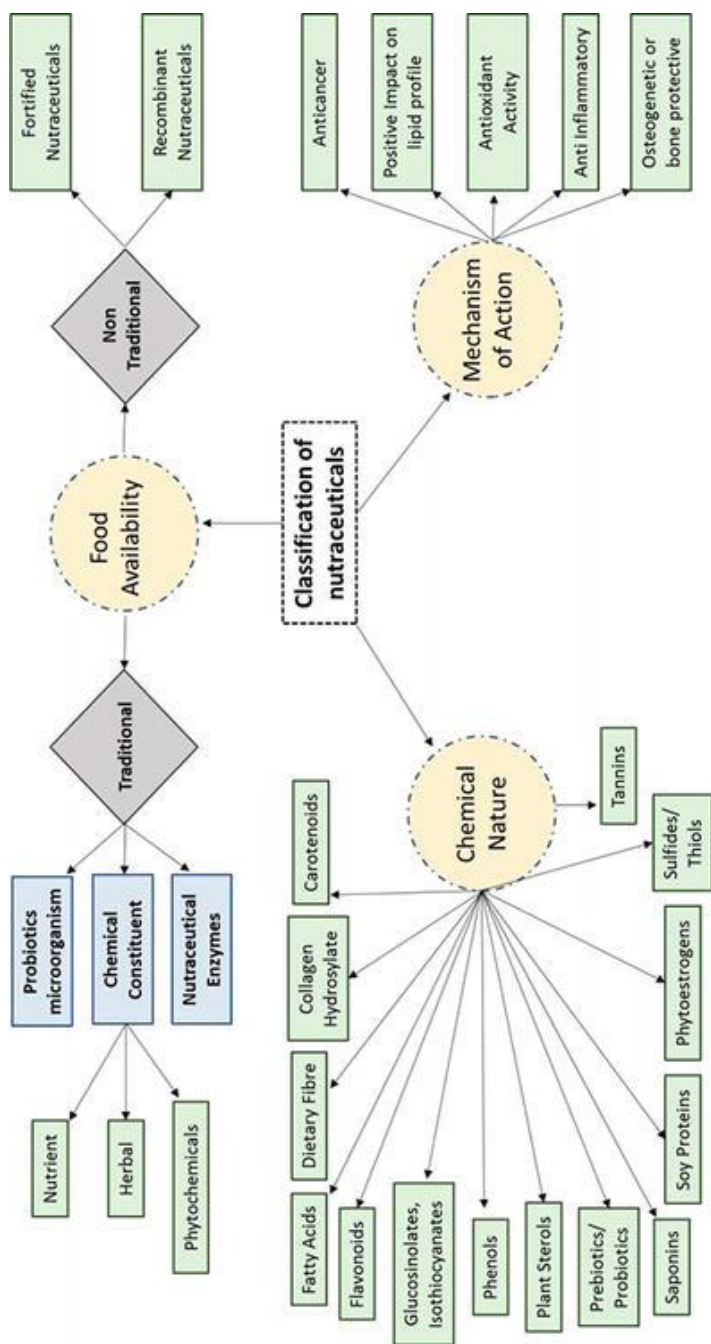 Nutrient
Herbal
Phytochemicals
Probiotics
microorganism
Chemical
Constituent
Nutraceutical
Enzymes
Traditional
Food
Availability
Non
Traditional
Fortified
Nutraceuticals
Recombinant
Nutraceuticals
Classification of
nutraceuticals
Chemical
Nature
Carotenoids
Collagen
Hydrosylate
Dietary Fibre
Fatty Acids
Flavonoids
Glucosinolates,
Isothiocyanates
Phenols
Plant Sterols
Prebiotics/
Probiotics
Saponins
Soy Proteins
Phytoestrogens
Sulfides/
Thiols
Tannins
Mechanism
of Action
Anticancer
Positive Impact on
lipid profile
Antioxidant
Activity
Anti Inflammatory
Osteogenetic or
bone protective